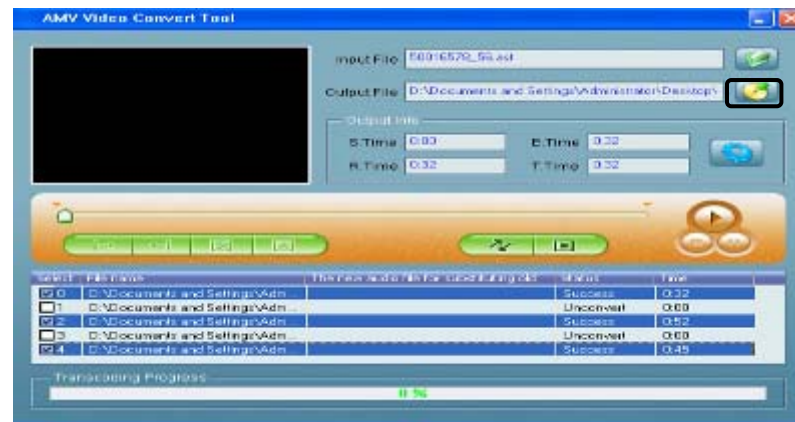 AMV Video Convert Tool
Input File 50016578_56.asf
Output File D:\Documents and Settings\Administrator\Desktop\
Output Info
S.Time 0:00 E.Time 0:32
R.Time 0:32 T.Time 0:32
Select File name The new audio file for substituting old Status Time
0 D:\Documents and Settings\Adm... Success 0:32
1 D:\Documents and Settings\Adm... Unconvert 0:00
2 D:\Documents and Settings\Adm... Success 0:52
3 D:\Documents and Settings\Adm... Unconvert 0:00
4 D:\Documents and Settings\Adm... Success 0:45
Transcoding Progress
0 %